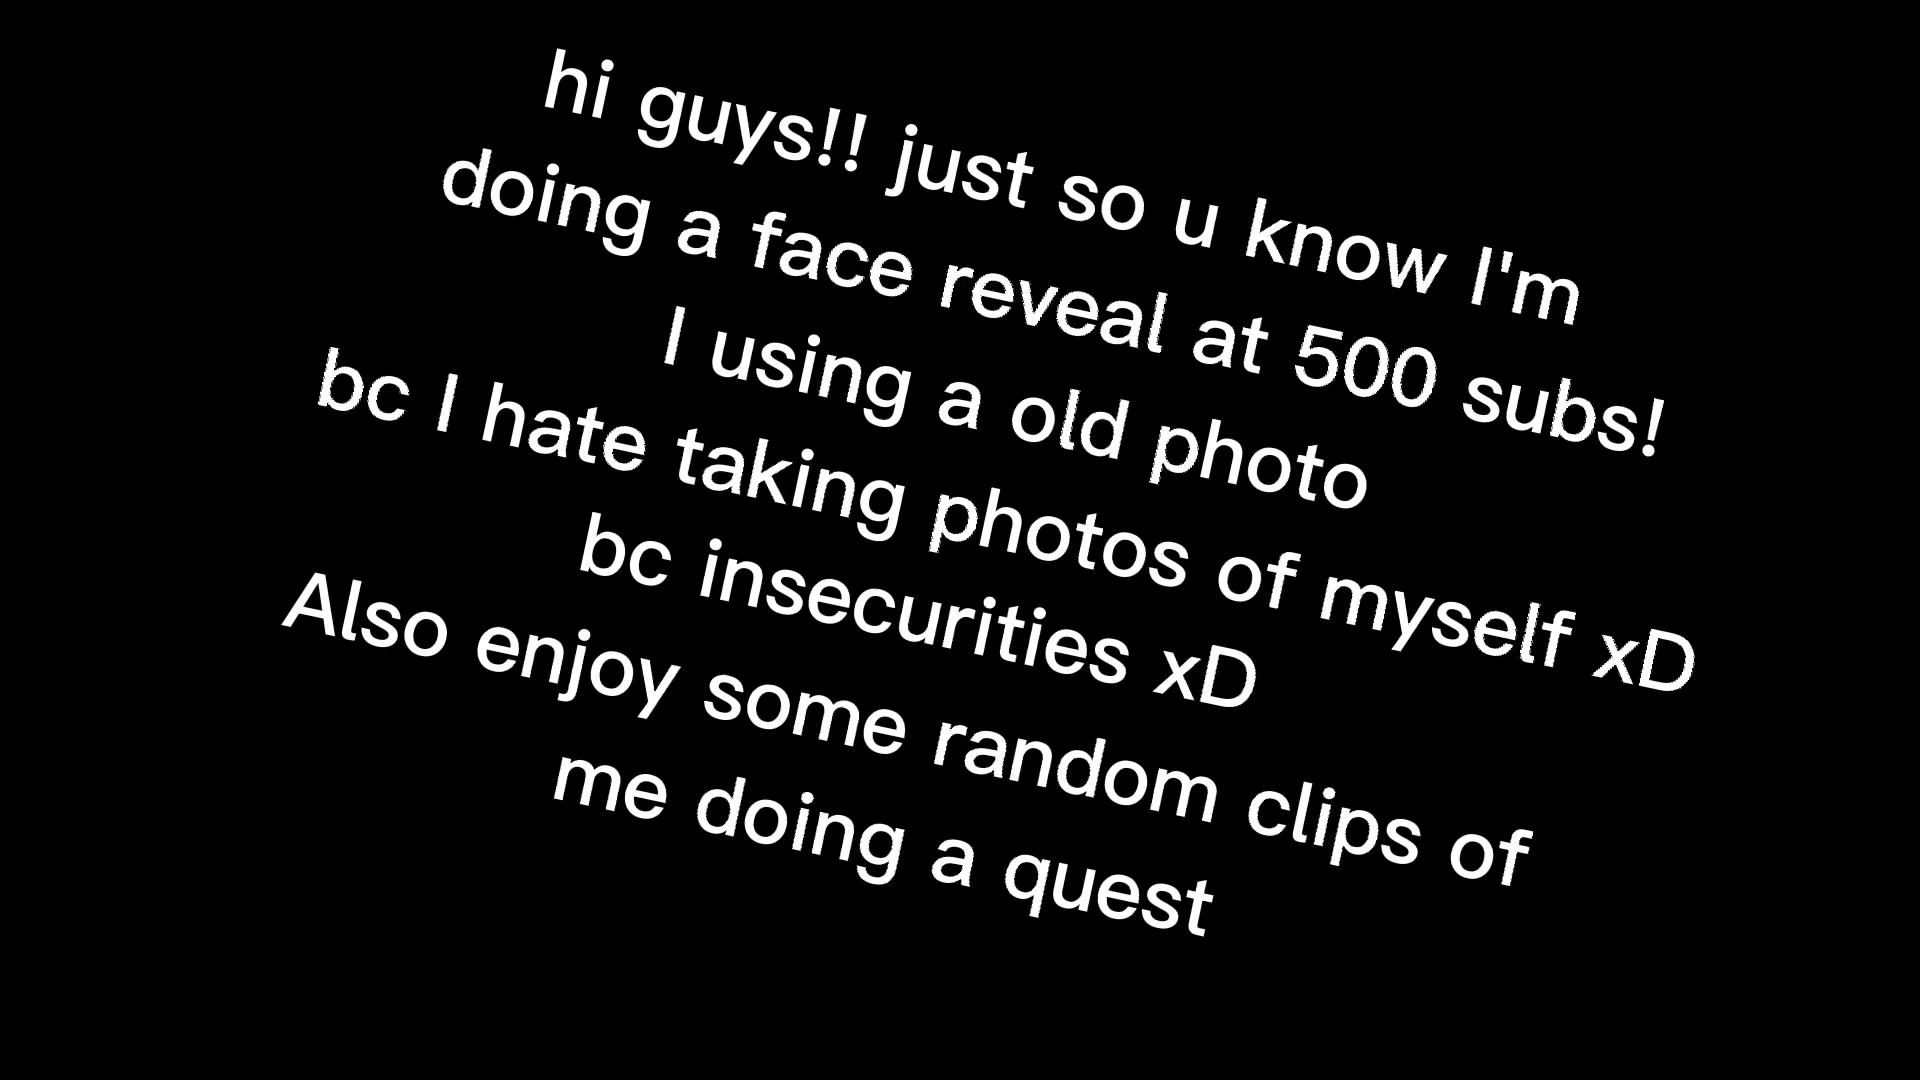 hi guys!! just so u know I'm
doing a face reveal at 500 subs!
I using a old photo
bc I hate taking photos of myself xD
bc insecurities xD
Also enjoy some random clips of
me doing a quest